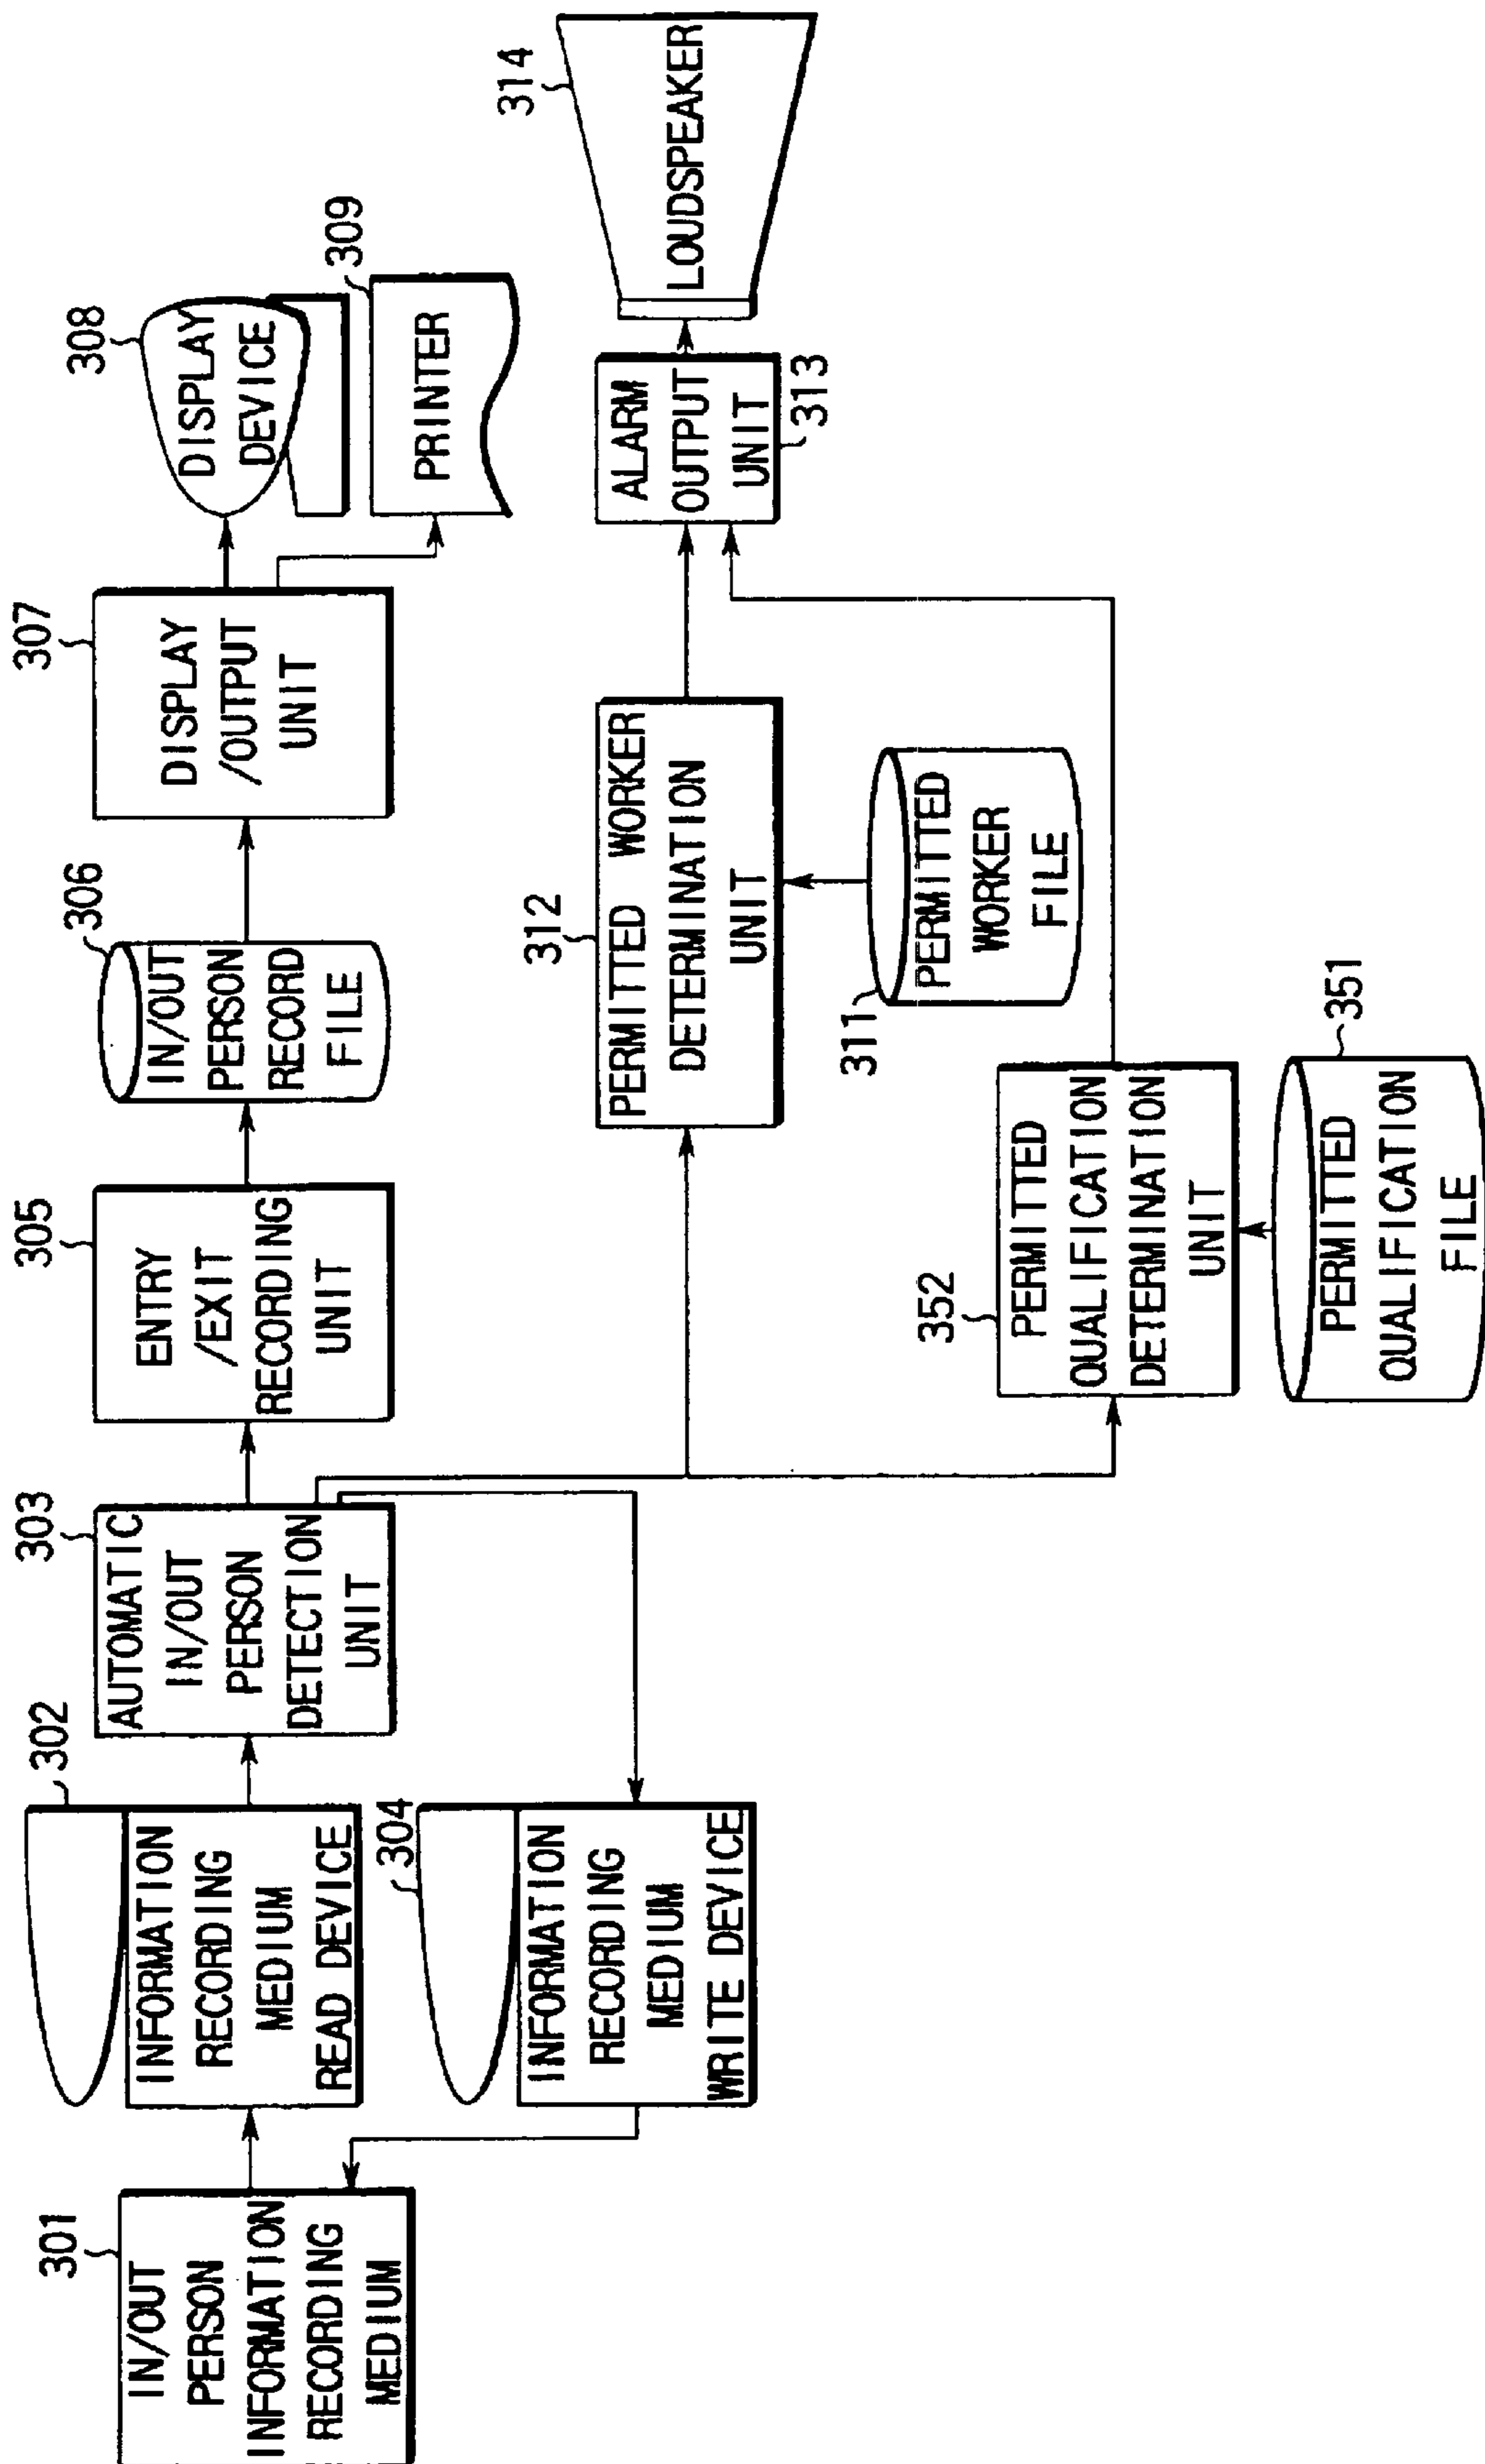 301
IN/OUT
PERSON
INFORMATION
RECORDING
MEDIUM
302
INFORMATION
RECORDING
MEDIUM
READ DEVICE
304
INFORMATION
RECORDING
MEDIUM
WRITE DEVICE
303
AUTOMATIC
IN/OUT
PERSON
DETECTION
UNIT
305
ENTRY
/EXIT
RECORDING
UNIT
306
IN/OUT
PERSON
RECORD
FILE
307
DISPLAY
/OUTPUT
UNIT
308
DISPLAY
DEVICE
309
PRINTER
312
PERMITTED WORKER
DETERMINATION
UNIT
311
PERMITTED
WORKER
FILE
352
PERMITTED
QUALIFICATION
DETERMINATION
UNIT
351
PERMITTED
QUALIFICATION
FILE
ALARM
OUTPUT
UNIT
313
314
LOUDSPEAKER